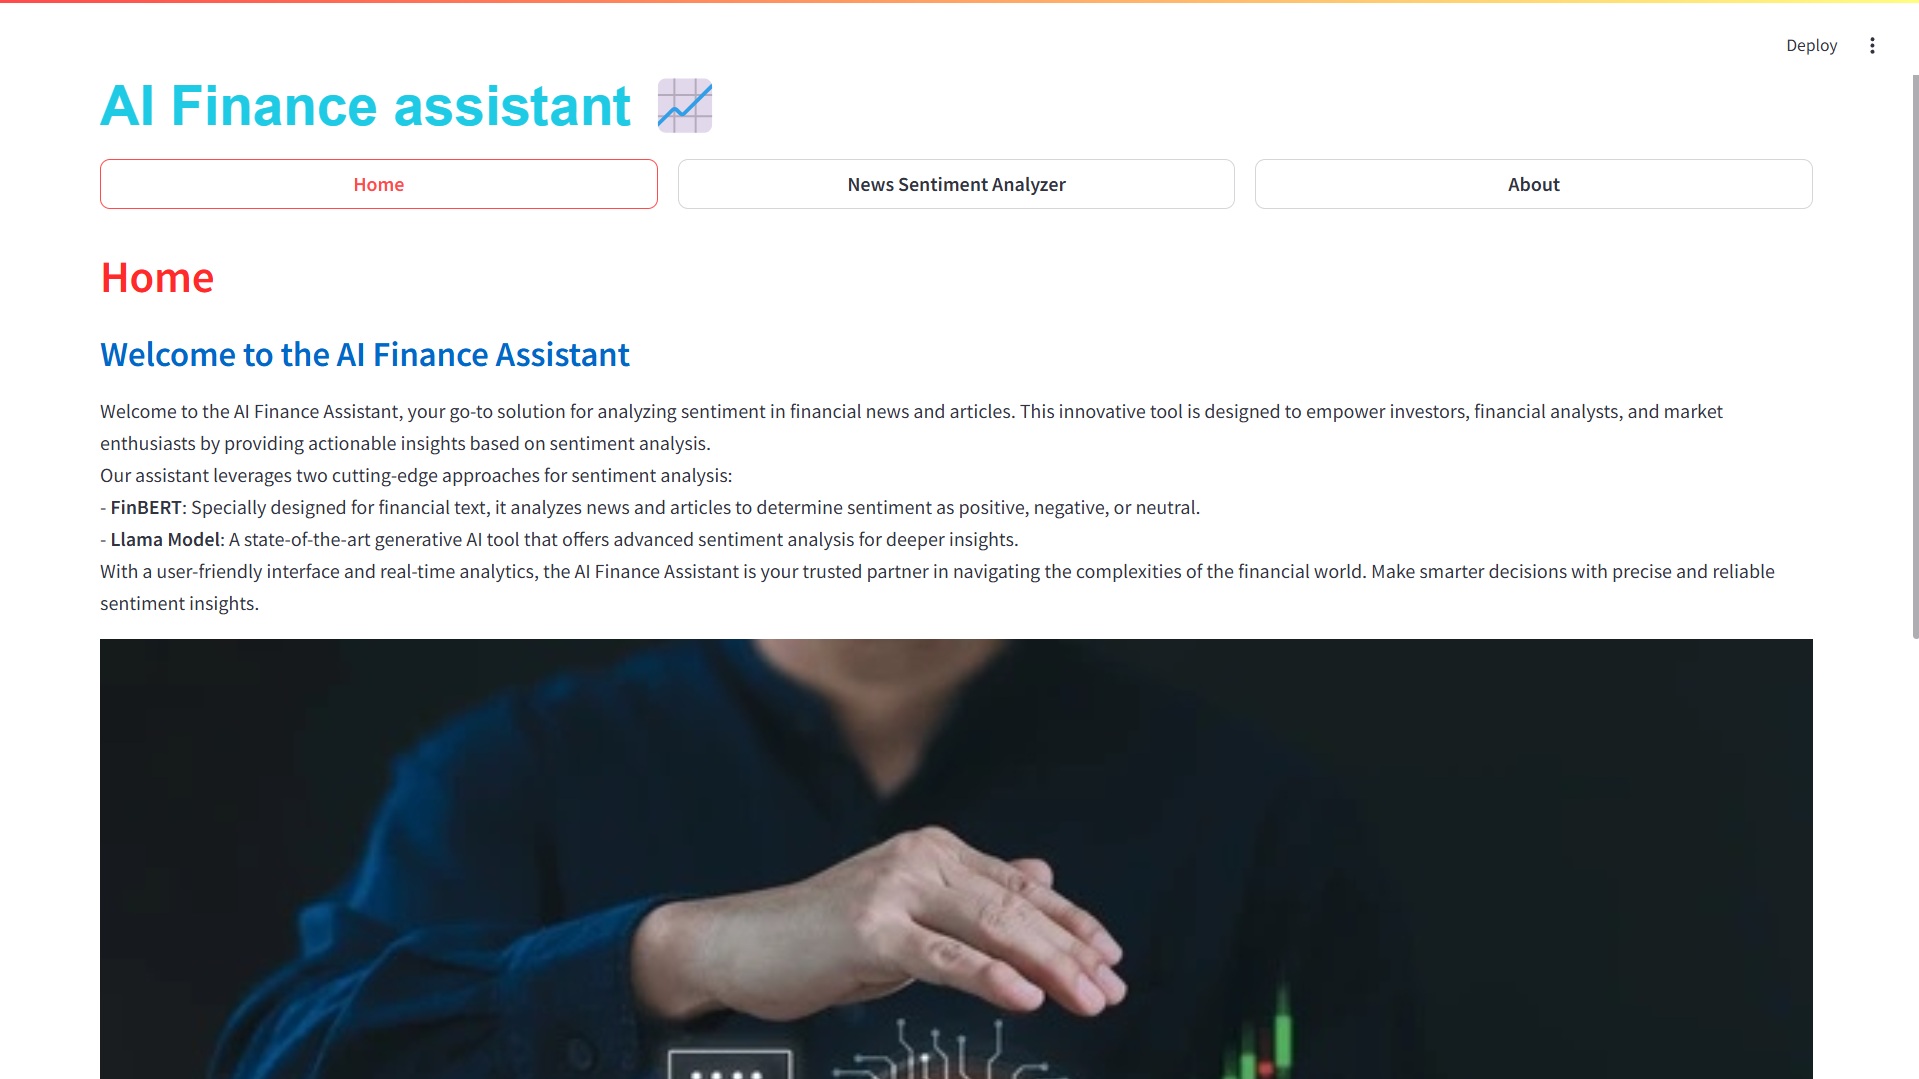 Deploy
AI Finance assistant
Home
News Sentiment Analyzer
About
Home
Welcome to the AI Finance Assistant
Welcome to the AI Finance Assistant, your go-to solution for analyzing sentiment in financial news and articles. This innovative tool is designed to empower investors, financial analysts, and market
enthusiasts by providing actionable insights based on sentiment analysis.
Our assistant leverages two cutting-edge approaches for sentiment analysis:
- FinBERT: Specially designed for financial text, it analyzes news and articles to determine sentiment as positive, negative, or neutral.
- Llama Model: A state-of-the-art generative AI tool that offers advanced sentiment analysis for deeper insights.
With a user-friendly interface and real-time analytics, the AI Finance Assistant is your trusted partner in navigating the complexities of the financial world. Make smarter decisions with precise and reliable
sentiment insights.